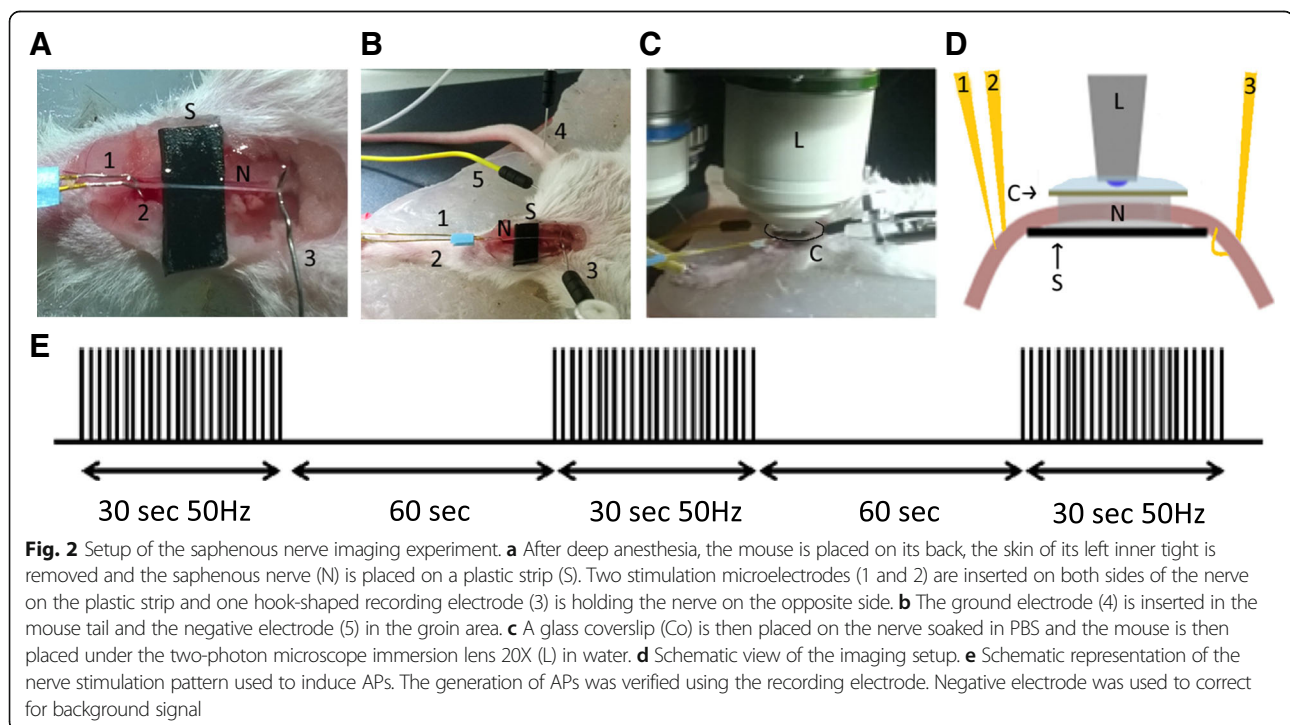 A
B
C
D
S
1
N
2
3
4
5
1
S
N
2
3
L
C
1
2
3
L
C→
N
↑
S
E
30 sec 50Hz 60 sec 30 sec 50Hz 60 sec 30 sec 50Hz
Fig. 2 Setup of the saphenous nerve imaging experiment. a After deep anesthesia, the mouse is placed on its back, the skin of its left inner tight is
removed and the saphenous nerve (N) is placed on a plastic strip (S). Two stimulation microelectrodes (1 and 2) are inserted on both sides of the nerve
on the plastic strip and one hook-shaped recording electrode (3) is holding the nerve on the opposite side. b The ground electrode (4) is inserted in the
mouse tail and the negative electrode (5) in the groin area. c A glass coverslip (Co) is then placed on the nerve soaked in PBS and the mouse is then
placed under the two-photon microscope immersion lens 20X (L) in water. d Schematic view of the imaging setup. e Schematic representation of the
nerve stimulation pattern used to induce APs. The generation of APs was verified using the recording electrode. Negative electrode was used to correct
for background signal